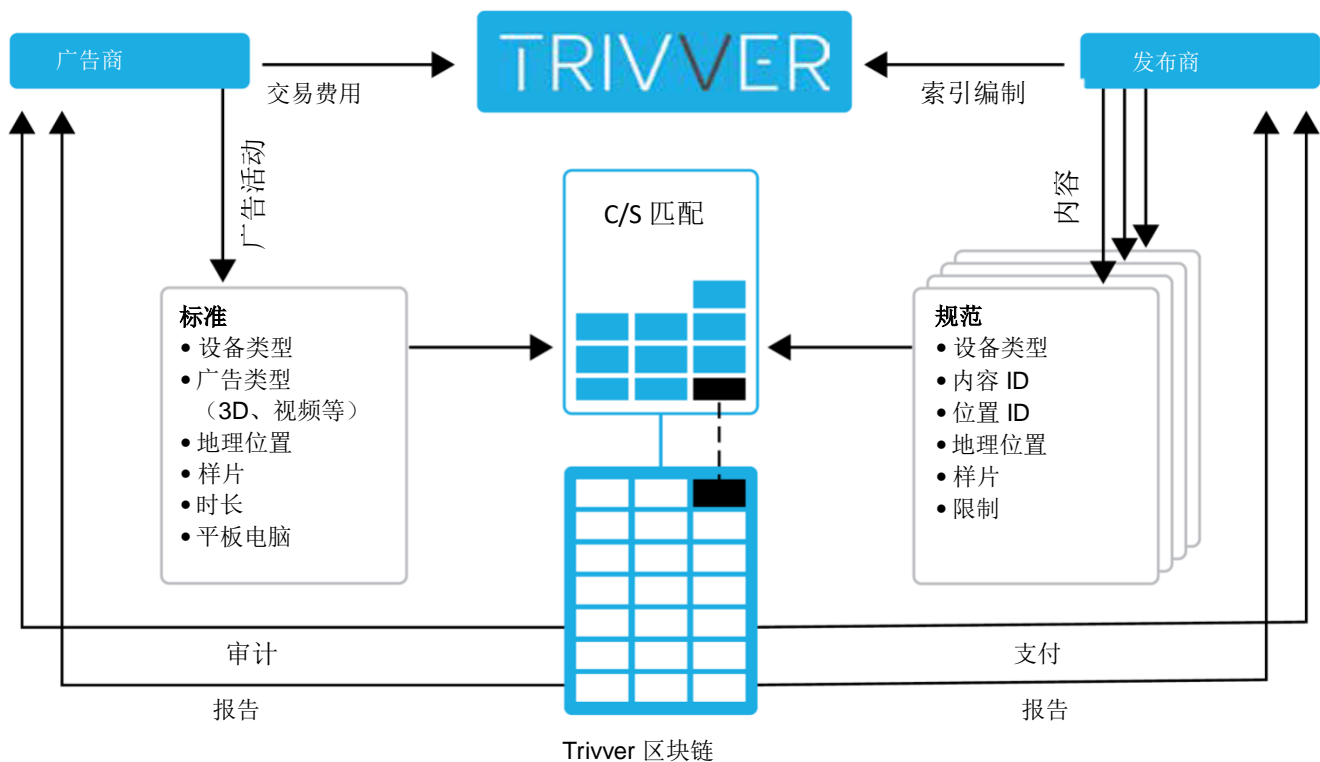 广告商
交易费用
TRIVVER
索引编制
发布商
广告活动
内容
C/S 匹配
标准
• 设备类型
• 广告类型
（3D、视频等）
• 地理位置
• 样片
• 时长
• 平板电脑
规范
• 设备类型
• 内容 ID
• 位置 ID
• 地理位置
• 样片
• 限制
审计
支付
报告
报告
Trivver 区块链